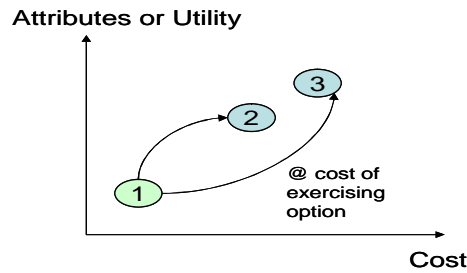 Attributes or Utility
3
2
1
@ cost of
exercising
option
Cost